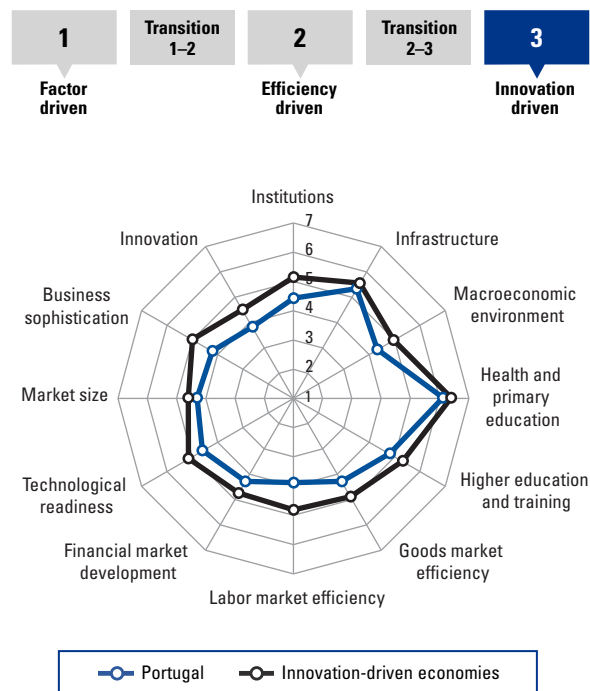 1
Transition
1–2
2
Transition
2–3
3
Factor
driven
Efficiency
driven
Innovation
driven
Institutions
7
Innovation
Infrastructure
6
5
Business
sophistication
Macroeconomic
environment
4
3
2
Market size
1
Health and
primary
education
Technological
readiness
Higher education
and training
Financial market
development
Goods market
efficiency
Labor market efficiency
Portugal
Innovation-driven economies